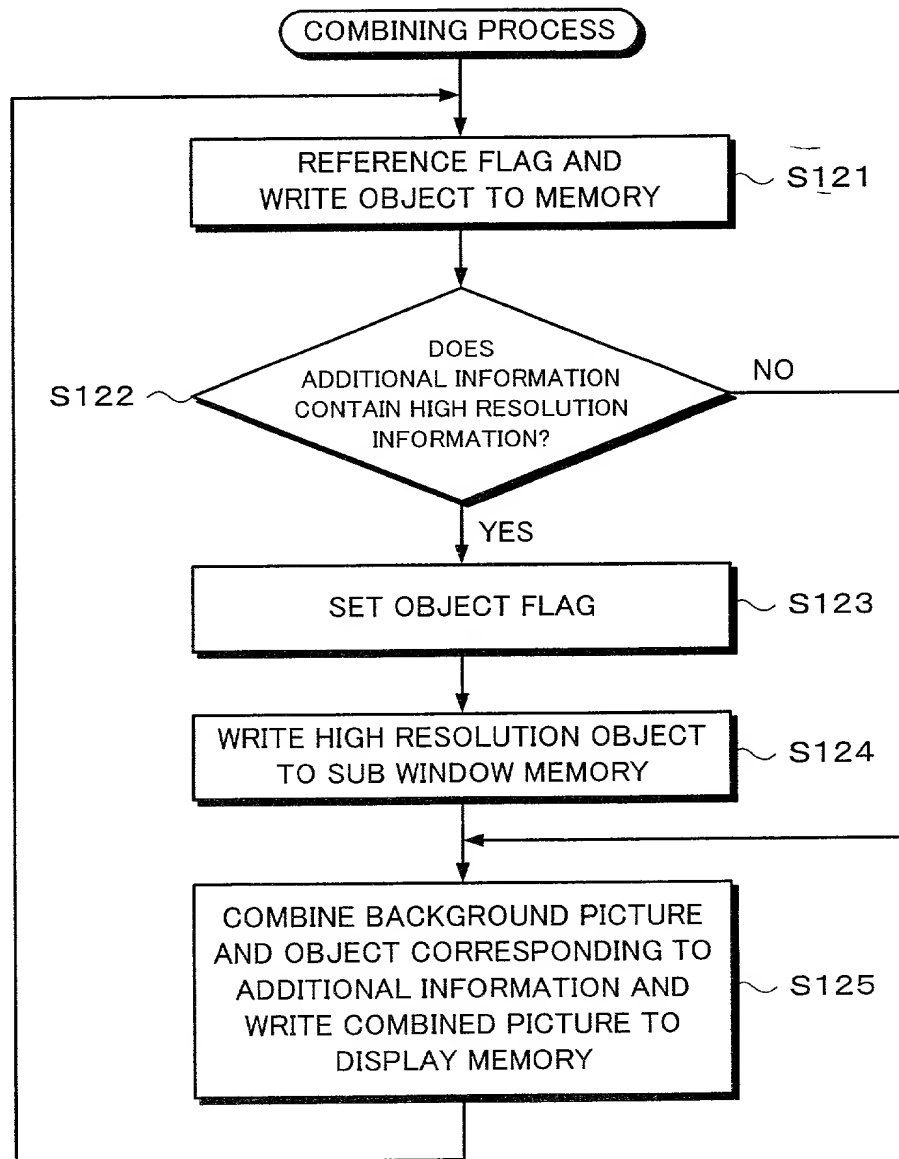 COMBINING PROCESS
REFERENCE FLAG AND
WRITE OBJECT TO MEMORY
S121
DOES
ADDITIONAL INFORMATION
CONTAIN HIGH RESOLUTION
INFORMATION?
S122
NO
YES
SET OBJECT FLAG
S123
WRITE HIGH RESOLUTION OBJECT
TO SUB WINDOW MEMORY
S124
COMBINE BACKGROUND PICTURE
AND OBJECT CORRESPONDING TO
ADDITIONAL INFORMATION AND
WRITE COMBINED PICTURE TO
DISPLAY MEMORY
S125